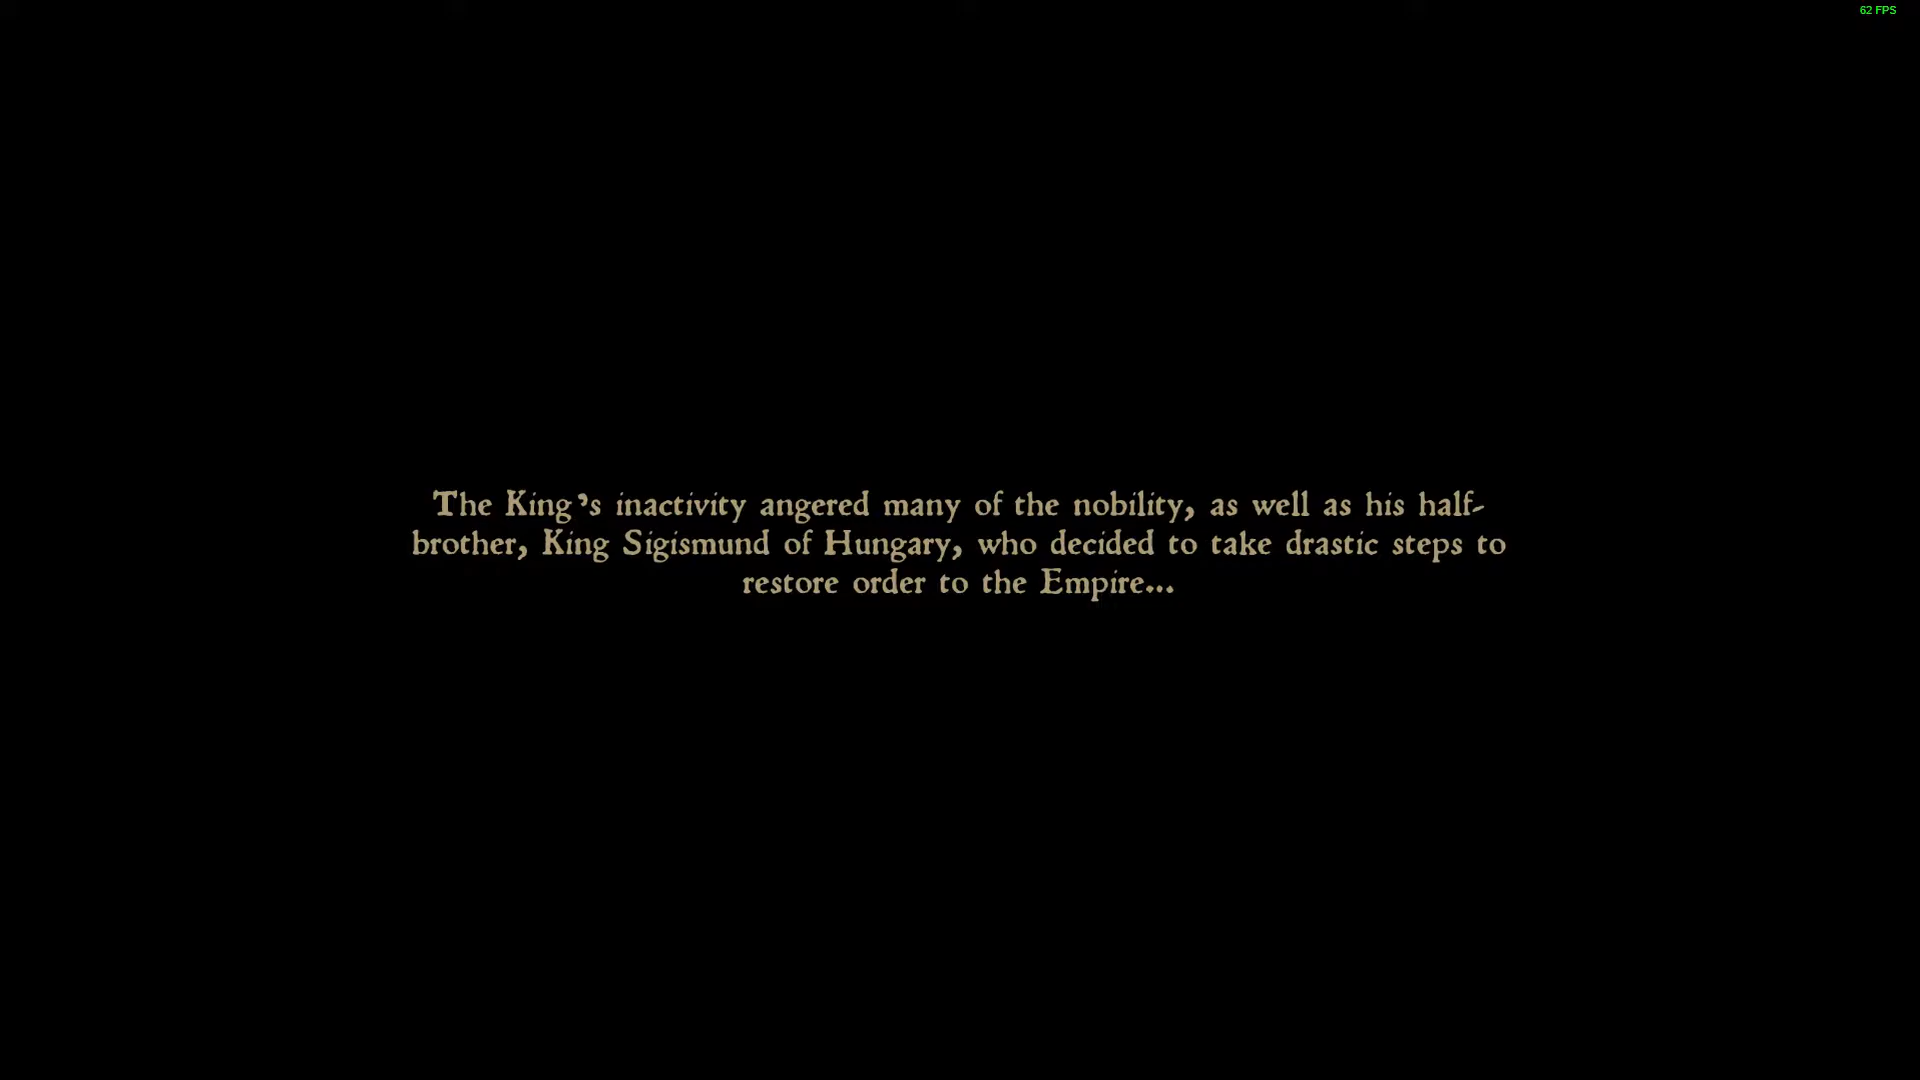 62 FPS
The King's inactivity angered many of the nobility, as well as his half-
brother, King Sigismund of Hungary, who decided to take drastic steps to
restore order to the Empire...